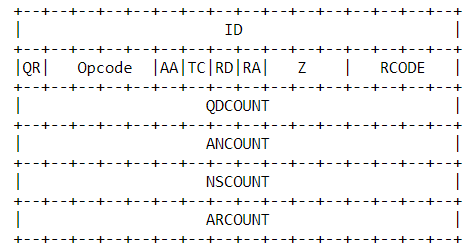 +--+--+--+--+--+--+--+--+--+--+--+--+--+--+--+--+
|                      ID                       |
+--+--+--+--+--+--+--+--+--+--+--+--+--+--+--+--+
|QR|   Opcode  |AA|TC|RD|RA|   Z    |   RCODE   |
+--+--+--+--+--+--+--+--+--+--+--+--+--+--+--+--+
|                    QDCOUNT                    |
+--+--+--+--+--+--+--+--+--+--+--+--+--+--+--+--+
|                    ANCOUNT                    |
+--+--+--+--+--+--+--+--+--+--+--+--+--+--+--+--+
|                    NSCOUNT                    |
+--+--+--+--+--+--+--+--+--+--+--+--+--+--+--+--+
|                    ARCOUNT                    |
+--+--+--+--+--+--+--+--+--+--+--+--+--+--+--+--+